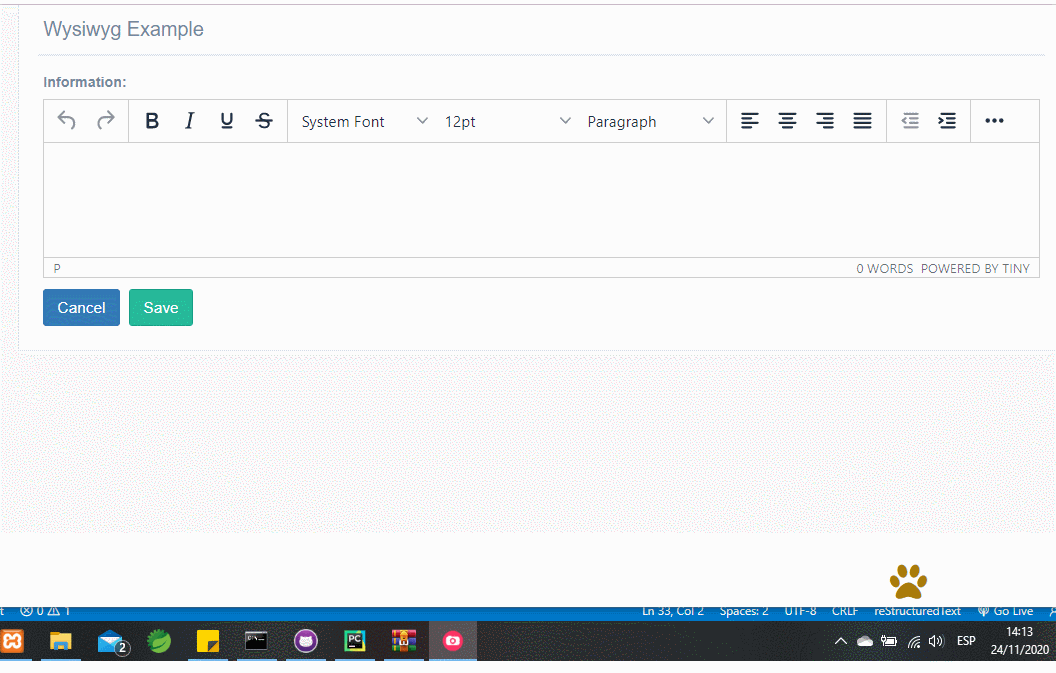 Wysiwyg Example
Information:
B I U S System Font 12pt Paragraph
P 0 WORDS POWERED BY TINY
Cancel Save
0 1 Ln 33, Col 2 Spaces: 2 UTF-8 CRLF reStructuredText Go Live
2 PC ESP 14:13
24/11/2020